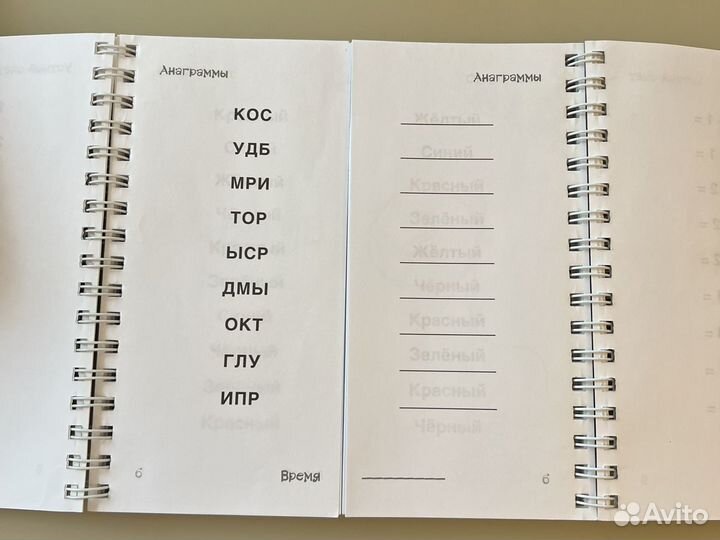 Анаграммы
КОС
УДБ
МРИ
ТОР
ЫСР
ДМЫ
ОКТ
ГЛУ
ИПР
6
Время
Анаграммы
Жёлтый
Синий
Красный
Зелёный
Жёлтый
Чёрный
Красный
Зелёный
Красный
Чёрный
6
Avito